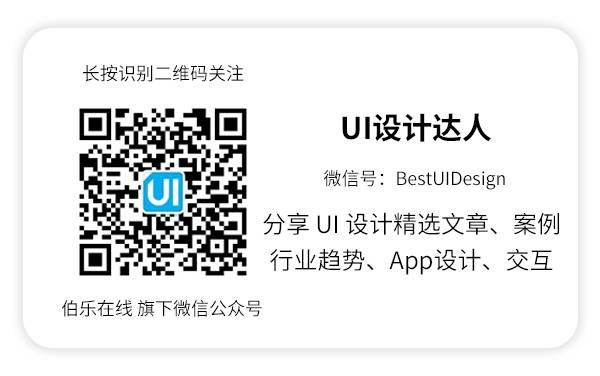 长按识别二维码关注
UI
伯乐在线 旗下微信公众号
UI设计达人
微信号：BestUIDesign
分享 UI 设计精选文章、案例
行业趋势、App设计、交互